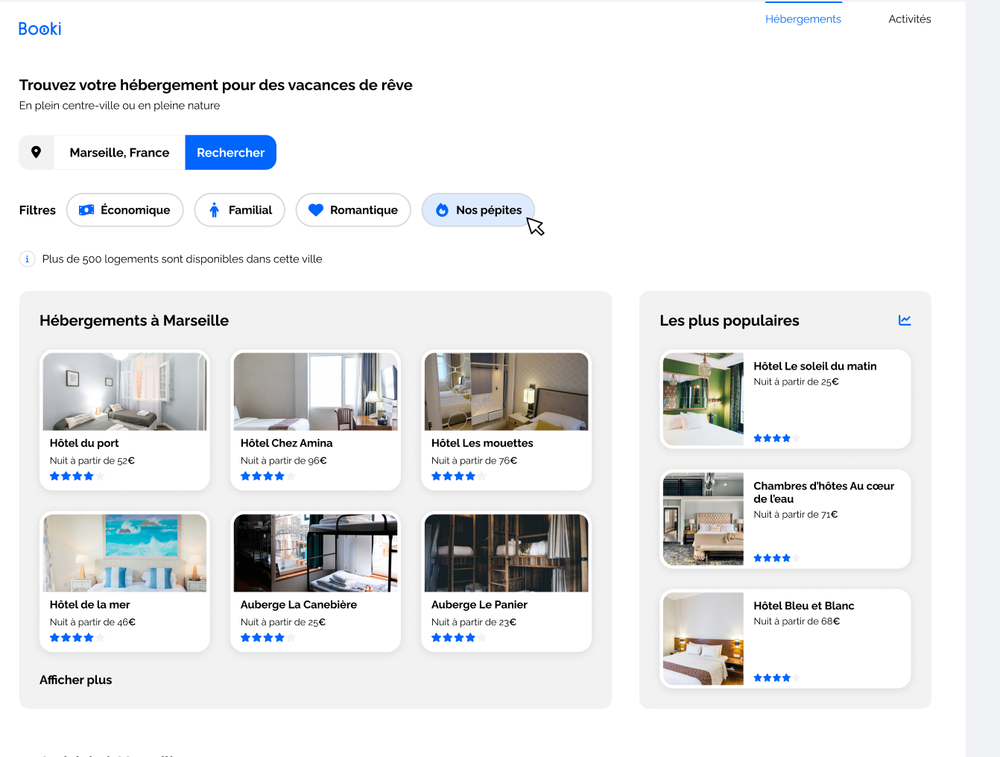 Booki
Hébergements
Activités
Trouvez votre hébergement pour des vacances de rêve
En plein centre-ville ou en pleine nature
Marseille, France
Rechercher
Filtres
Économique
Familial
Romantique
Nos pépites
Plus de 500 logements sont disponibles dans cette ville
Hébergements à Marseille
Hôtel du port
Nuit à partir de 52€
Hôtel Chez Amina
Nuit à partir de 96€
Hôtel Les mouettes
Nuit à partir de 76€
Hôtel de la mer
Nuit à partir de 46€
Auberge La Canebière
Nuit à partir de 25€
Auberge Le Panier
Nuit à partir de 23€
Afficher plus
Les plus populaires
Hôtel Le soleil du matin
Nuit à partir de 25€
Chambres d’hôtes Au cœur
de l’eau
Nuit à partir de 71€
Hôtel Bleu et Blanc
Nuit à partir de 68€